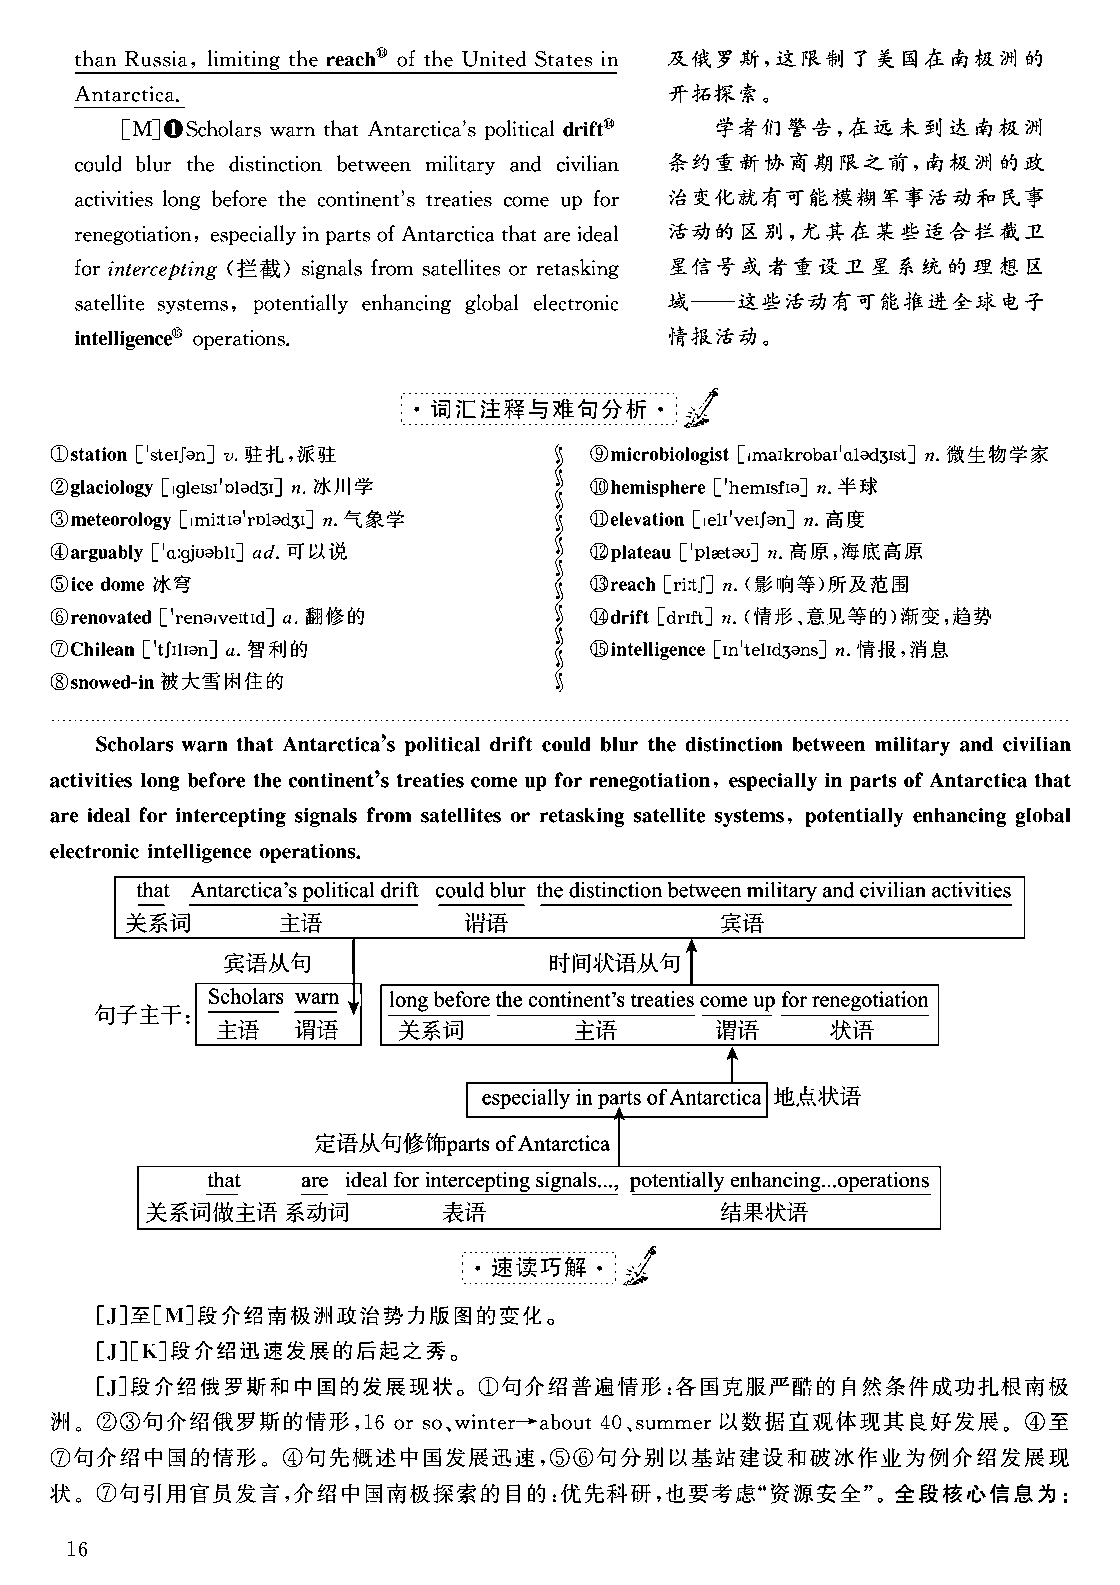 than Russia, limiting the reach⑬ of the United States in
Antarctica.
[M]❶Scholars warn that Antarctica's political drift⑭
could blur the distinction between military and civilian
activities long before the continent's treaties come up for
renegotiation, especially in parts of Antarctica that are ideal
for intercepting (拦截) signals from satellites or retasking
satellite systems, potentially enhancing global electronic
intelligence⑮ operations.
及俄罗斯,这限制了美国在南极洲的
开拓探索。
学者们警告,在远未到达南极洲
条约重新协商期限之前,南极洲的政
治变化就有可能模糊军事活动和民事
活动的区别,尤其在某些适合拦截卫
星信号或者重设卫星系统的理想区
域——这些活动有可能推进全球电子
情报活动。
·词汇注释与难句分析·
①station [ˈsteɪʃən] v. 驻扎,派驻
②glaciology [ˌgleɪsɪˈɒlədʒɪ] n. 冰川学
③meteorology [ˌmiːtɪəˈrɒlədʒɪ] n. 气象学
④arguably [ˈɑːgjʊəblɪ] ad. 可以说
⑤ice dome 冰穹
⑥renovated [ˈrenəˌveɪtɪd] a. 翻修的
⑦Chilean [ˈtʃɪlɪən] a. 智利的
⑧snowed-in 被大雪困住的
⑨microbiologist [ˌmaɪkrobaɪˈɑlədʒɪst] n. 微生物学家
⑩hemisphere [ˈhemɪsfɪə] n. 半球
⑪elevation [ˌelɪˈveɪʃən] n. 高度
⑫plateau [ˈplætəʊ] n. 高原,海底高原
⑬reach [riːtʃ] n. (影响等)所及范围
⑭drift [drɪft] n. (情形、意见等的)渐变,趋势
⑮intelligence [ɪnˈtelɪdʒəns] n. 情报,消息
Scholars warn that Antarctica's political drift could blur the distinction between military and civilian
activities long before the continent's treaties come up for renegotiation, especially in parts of Antarctica that
are ideal for intercepting signals from satellites or retasking satellite systems, potentially enhancing global
electronic intelligence operations.
that Antarctica's political drift could blur the distinction between military and civilian activities
关系词 主语 谓语 宾语
宾语从句 时间状语从句
句子主干: Scholars warn long before the continent's treaties come up for renegotiation
主语 谓语 关系词 主语 谓语 状语
especially in parts of Antarctica 地点状语
定语从句修饰parts of Antarctica
that are ideal for intercepting signals..., potentially enhancing...operations
关系词做主语 系动词 表语 结果状语
·速读巧解·
[J]至[M]段介绍南极洲政治势力版图的变化。
[J][K]段介绍迅速发展的后起之秀。
[J]段介绍俄罗斯和中国的发展现状。①句介绍普遍情形:各国克服严酷的自然条件成功扎根南极
洲。②③句介绍俄罗斯的情形,16 or so、winter→about 40、summer 以数据直观体现其良好发展。④至
⑦句介绍中国的情形。④句先概述中国发展迅速,⑤⑥句分别以基站建设和破冰作业为例介绍发展现
状。⑦句引用官员发言,介绍中国南极探索的目的:优先科研,也要考虑“资源安全”。全段核心信息为:
16